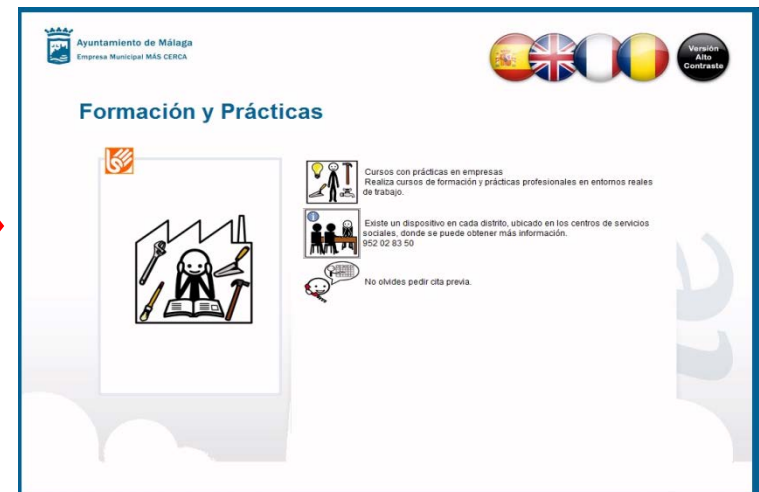 Ayuntamiento de Málaga
Empresa Municipal MÁS CERCA
Versión
Alto
Contraste
Formación y Prácticas
Cursos con prácticas en empresas
Realiza cursos de formación y prácticas profesionales en entornos reales
de trabajo.
Existe un dispositivo en cada distrito, ubicado en los centros de servicios
sociales, donde se puede obtener más información.
952 02 83 50
No olvides pedir cita previa.